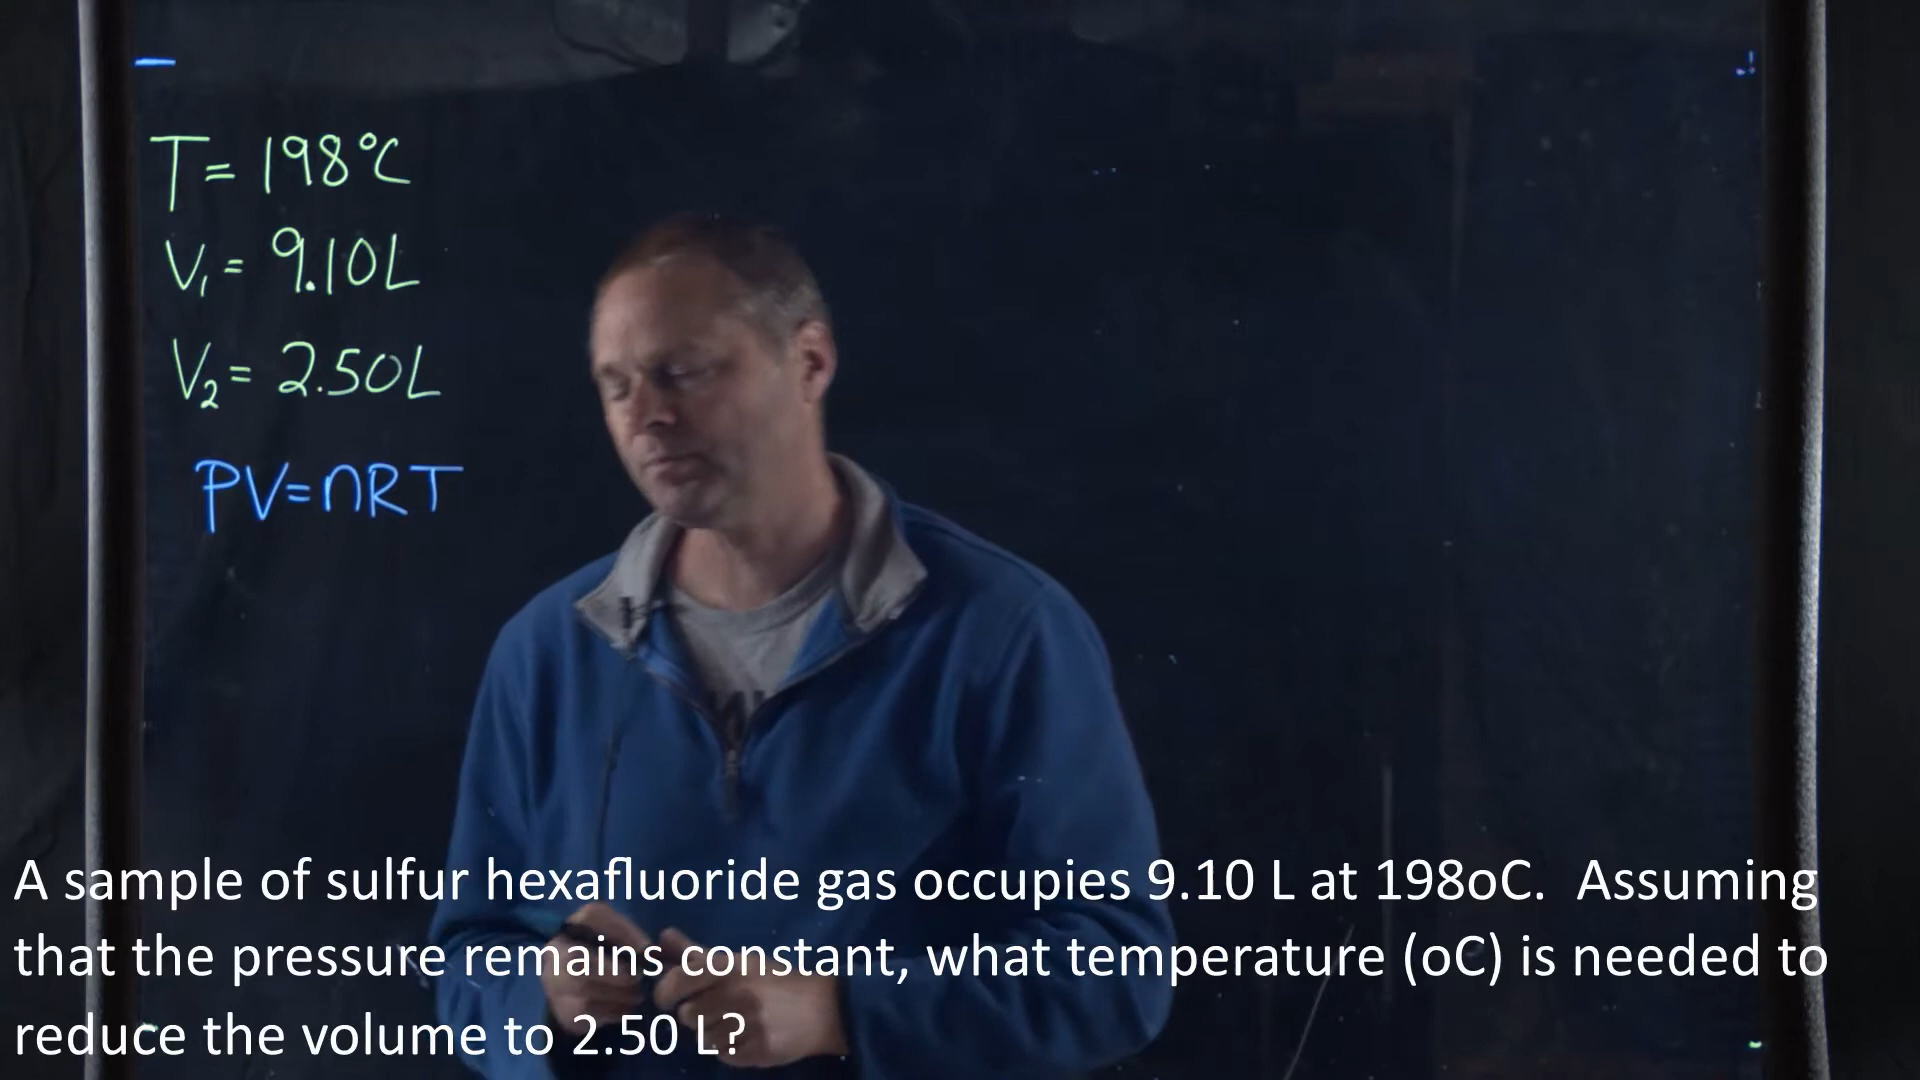 T = 198°C
V₁ = 9.10L
V₂ = 2.50L
PV=nRT
A sample of sulfur hexafluoride gas occupies 9.10 L at 198oC. Assuming
that the pressure remains constant, what temperature (oC) is needed to
reduce the volume to 2.50 L?